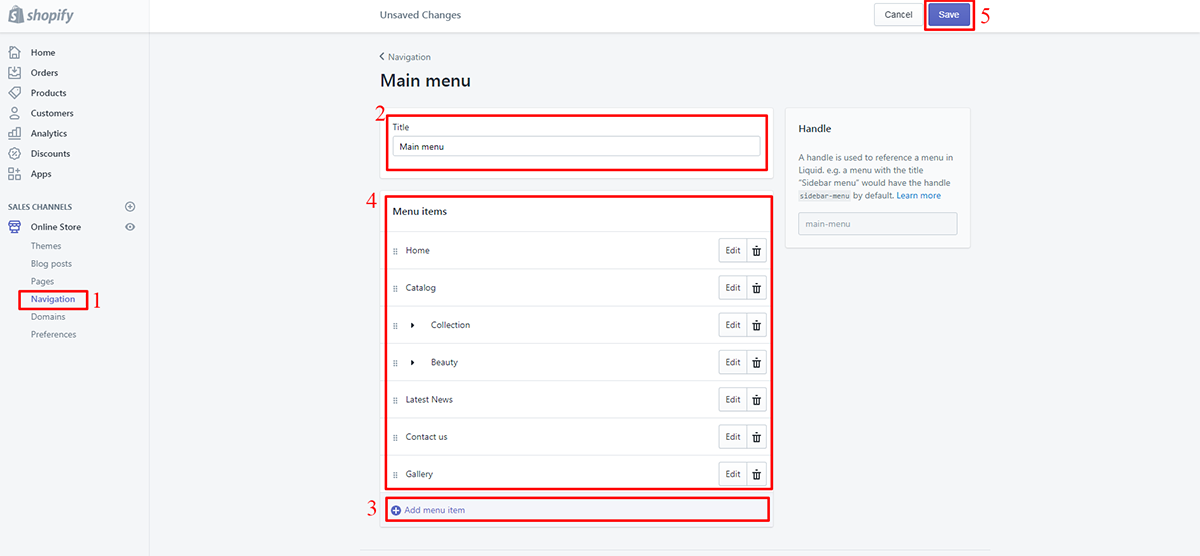 shopify
Unsaved Changes
Cancel
Save
5
Home
Orders
Products
Customers
Analytics
Discounts
Apps
SALES CHANNELS
Online Store
Themes
Blog posts
Pages
Navigation
1
Domains
Preferences
Navigation
Main menu
2
Title
Main menu
4
Menu items
Home Edit
Catalog Edit
Collection Edit
Beauty Edit
Latest News Edit
Contact us Edit
Gallery Edit
3
Add menu item
Handle
A handle is used to reference a menu in
Liquid. e.g. a menu with the title
“Sidebar menu” would have the handle
sidebar-menu by default. Learn more
main-menu